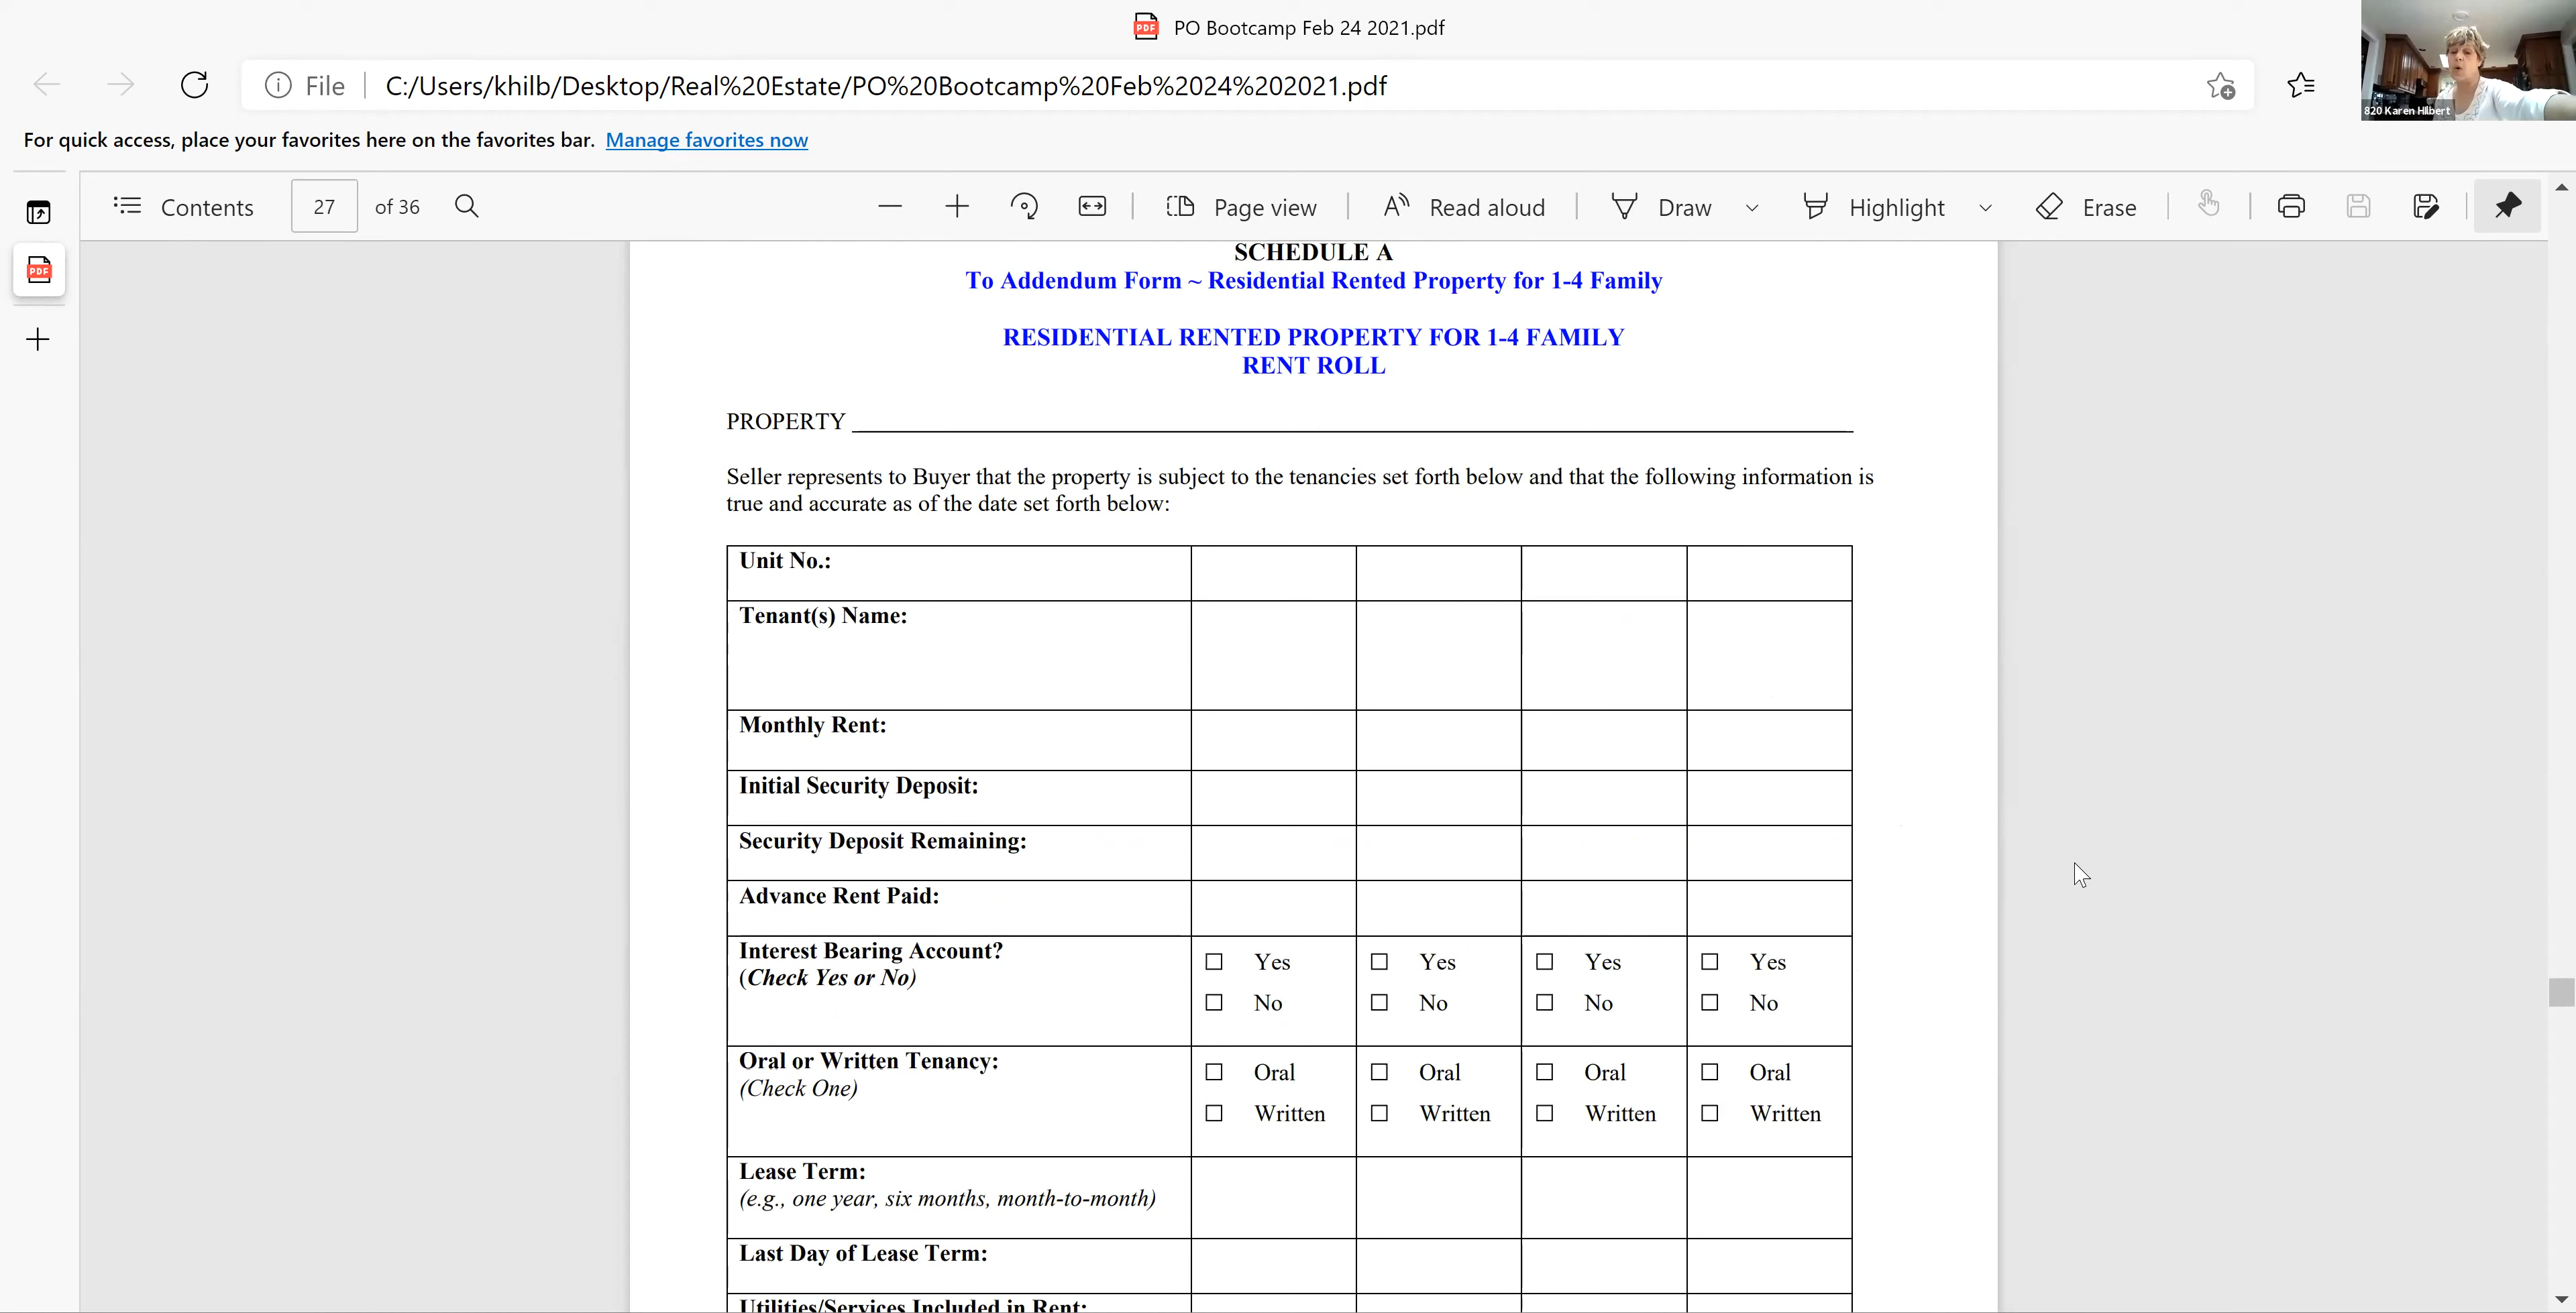 PO Bootcamp Feb 24 2021.pdf
File
C:/Users/khilb/Desktop/Real%20Estate/PO%20Bootcamp%20Feb%2024%202021.pdf
820 Karen Hilbert
For quick access, place your favorites here on the favorites bar. Manage favorites now
Contents 27 of 36 Page view Read aloud Draw Highlight Erase
PDF
SCHEDULE A
To Addendum Form ~ Residential Rented Property for 1-4 Family
RESIDENTIAL RENTED PROPERTY FOR 1-4 FAMILY
RENT ROLL
PROPERTY
Seller represents to Buyer that the property is subject to the tenancies set forth below and that the following information is
true and accurate as of the date set forth below:
Unit No.:
Tenant(s) Name:
Monthly Rent:
Initial Security Deposit:
Security Deposit Remaining:
Advance Rent Paid:
Interest Bearing Account?
(Check Yes or No)
☐ Yes ☐ Yes ☐ Yes ☐ Yes
☐ No ☐ No ☐ No ☐ No
Oral or Written Tenancy:
(Check One)
☐ Oral ☐ Oral ☐ Oral ☐ Oral
☐ Written ☐ Written ☐ Written ☐ Written
Lease Term:
(e.g., one year, six months, month-to-month)
Last Day of Lease Term:
Utilities/Services Included in Rent: